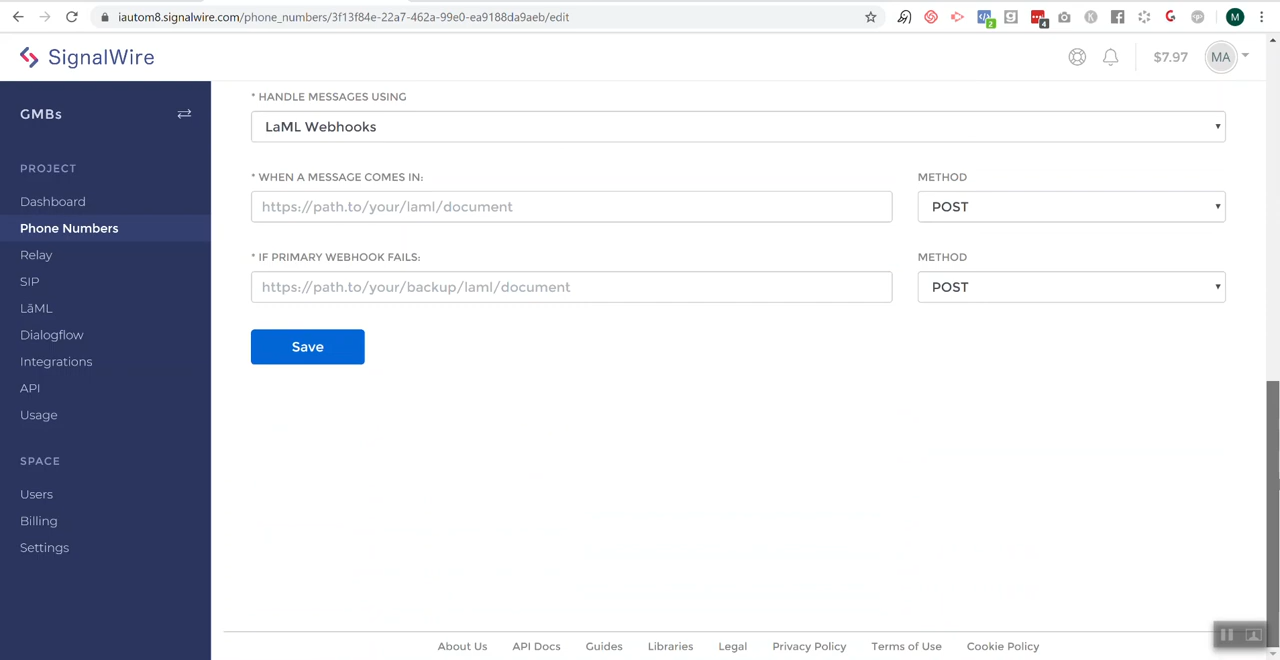 iautom8.signalwire.com/phone_numbers/3f13f84e-22a7-462a-99e0-ea9188da9aeb/edit
2
4
M
SignalWire
$7.97
MA
GMBs
PROJECT
Dashboard
Phone Numbers
Relay
SIP
LāML
Dialogflow
Integrations
API
Usage
SPACE
Users
Billing
Settings
* HANDLE MESSAGES USING
LaML Webhooks
* WHEN A MESSAGE COMES IN: METHOD
https://path.to/your/laml/document POST
* IF PRIMARY WEBHOOK FAILS: METHOD
https://path.to/your/backup/laml/document POST
Save
About Us API Docs Guides Libraries Legal Privacy Policy Terms of Use Cookie Policy